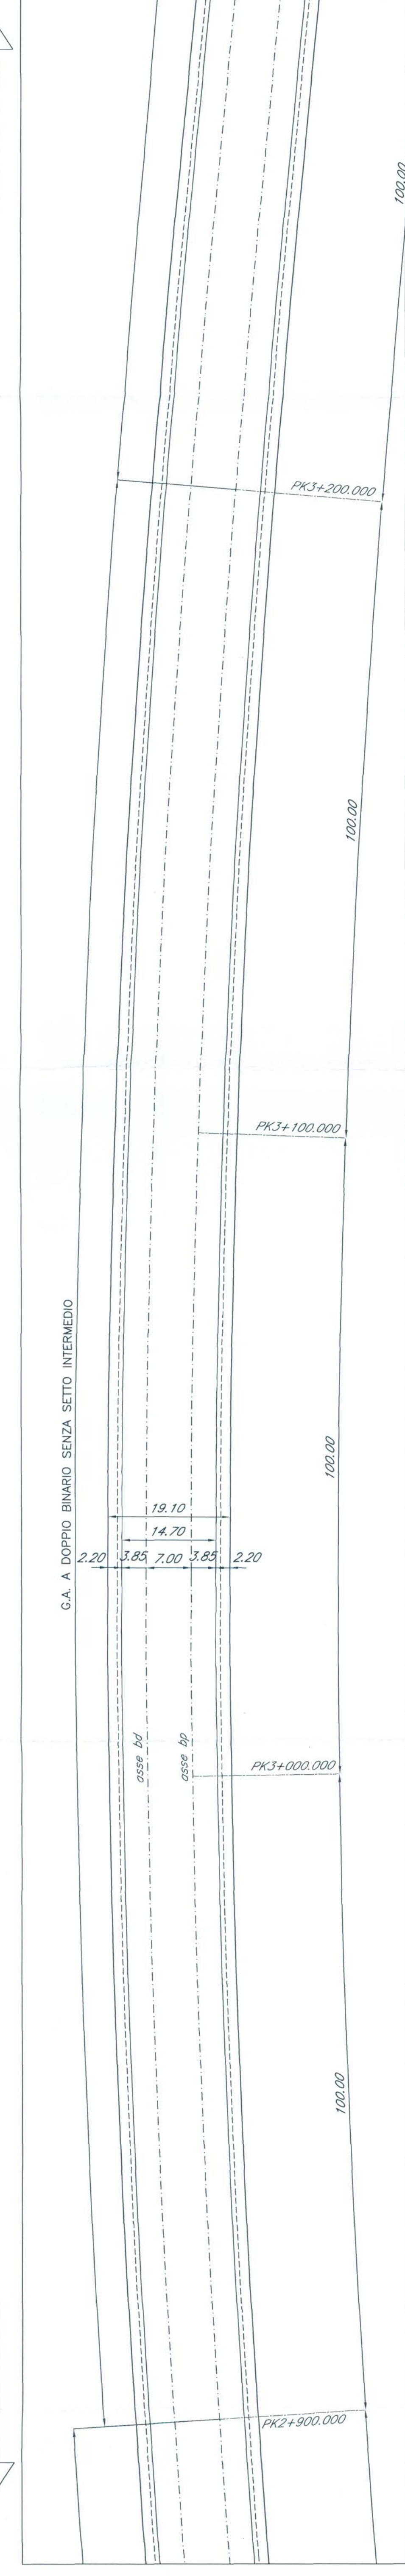 100.00
PK3+200.000
100.00
PK3+100.000
G.A. A DOPPIO BINARIO SENZA SETTO INTERMEDIO
100.00
19.10
14.70
2.20 3.85 7.00 3.85 2.20
asse bd
asse bp
PK3+000.000
100.00
PK2+900.000